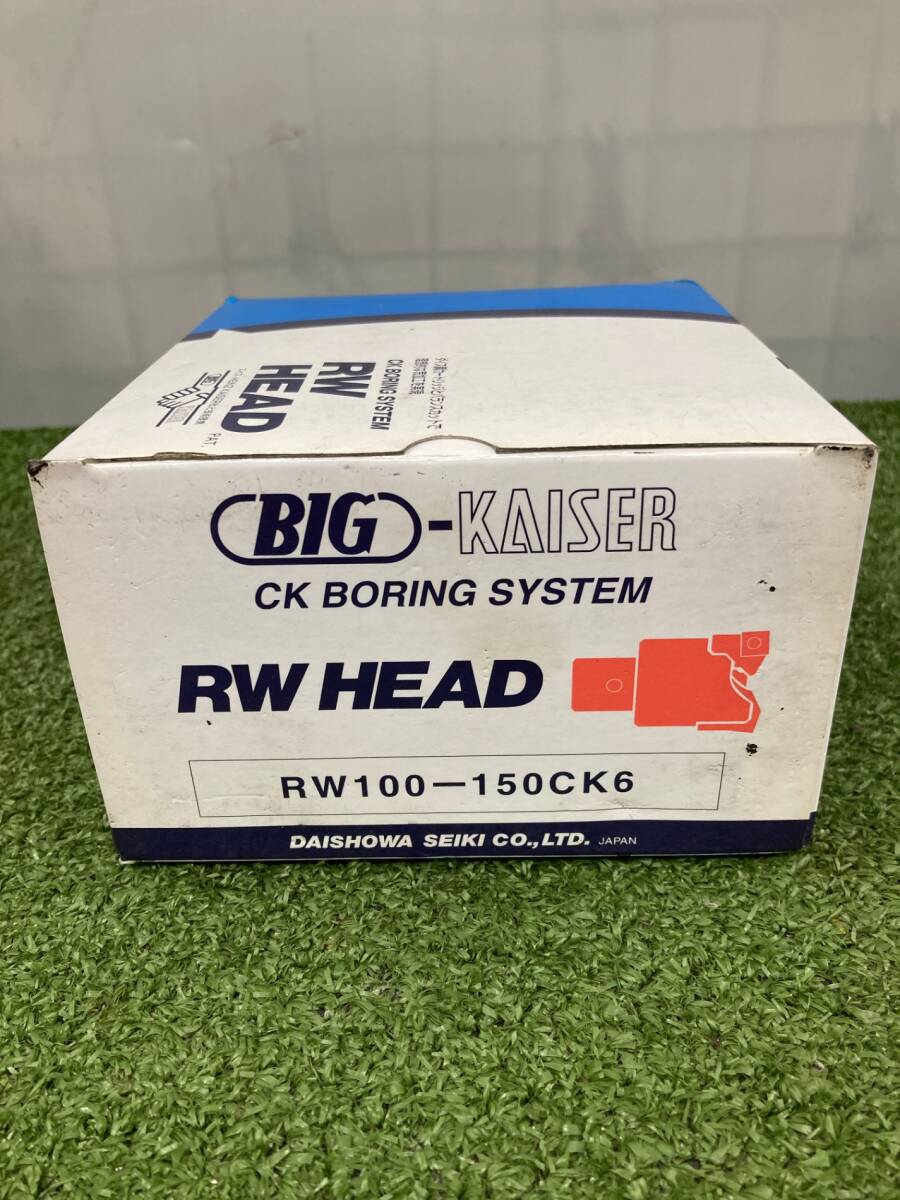 RW
HEAD
CK BORING SYSTEM
PAT.
BIG-KAISER
CK BORING SYSTEM
RW HEAD
RW100—150CK6
DAISHOWA SEIKI CO., LTD. JAPAN